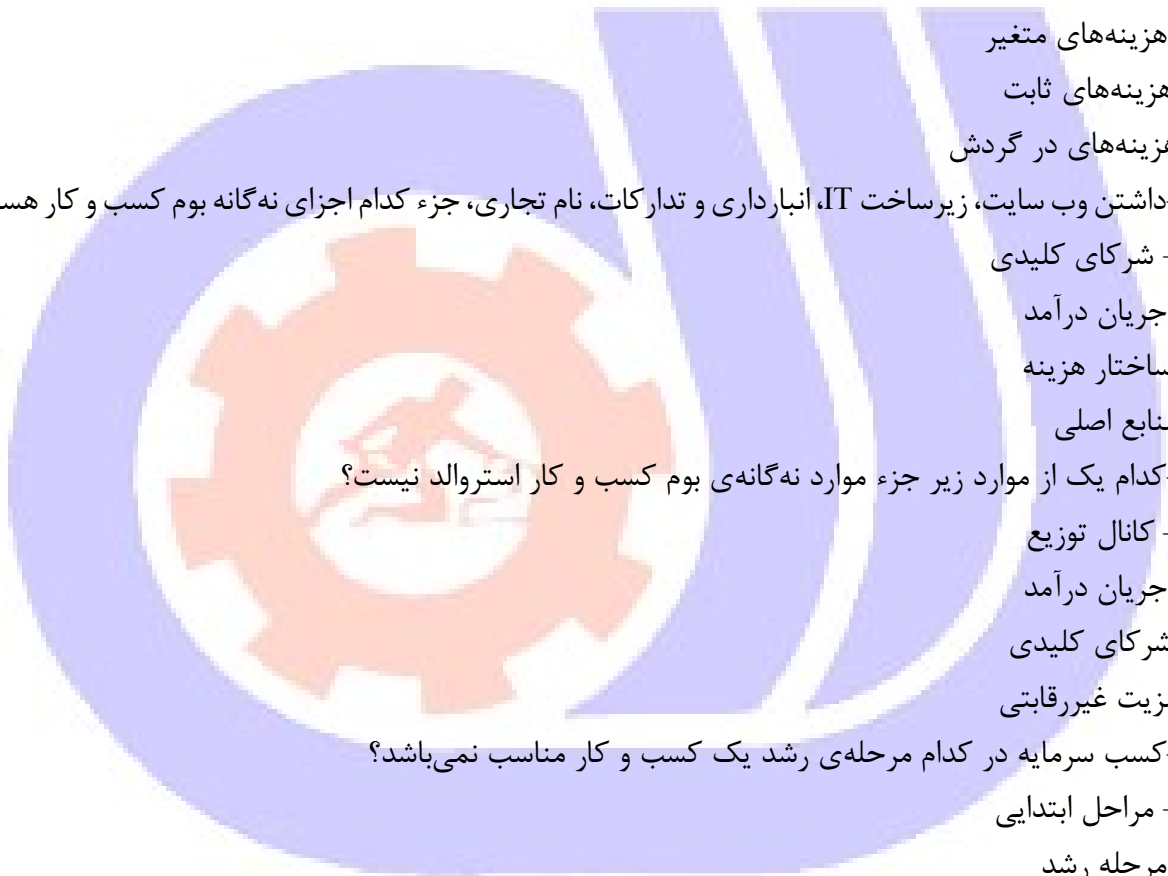 هزینه‌های متغیر
هزینه‌های ثابت
هزینه‌های در گردش
-داشتن وب سایت، زیرساخت IT، انبارداری و تدارکات، نام تجاری، جزء کدام اجزای نه‌گانه بوم کسب و کار
- شرکای کلیدی
جریان درآمد
ساختار هزینه
منابع اصلی
-کدام یک از موارد زیر جزء موارد نه‌گانه‌ی بوم کسب و کار استروالد نیست؟
- کانال توزیع
جریان درآمد
شرکای کلیدی
مزیت غیررقابتی
-کسب سرمایه در کدام مرحله‌ی رشد یک کسب و کار مناسب نمی‌باشد؟
- مراحل ابتدایی
مرحله رشد